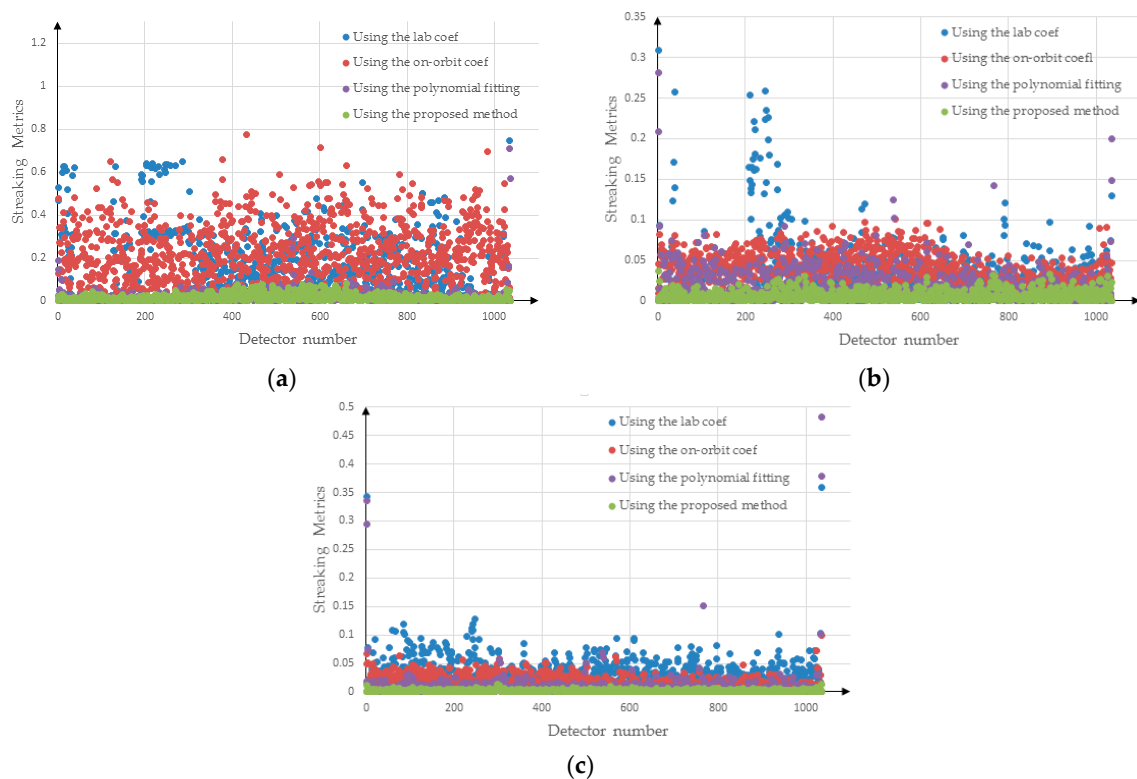 1.2
1
0.8
0.6
0.4
0.2
0
Streaking Metrics
Using the lab coef
Using the on-orbit coef
Using the polynomial fitting
Using the proposed method
0 200 400 600 800 1000
Detector number
(a)
0.35
0.3
0.25
0.2
0.15
0.1
0.05
0
Streaking Metrics
Using the lab coef
Using the on-orbit coefl
Using the polynomial fitting
Using the proposed method
0 200 400 600 800 1000
Detector number
(b)
0.5
0.45
0.4
0.35
0.3
0.25
0.2
0.15
0.1
0.05
0
Streaking Metrics
Using the lab coef
Using the on-orbit coef
Using the polynomial fitting
Using the proposed method
0 200 400 600 800 1000
Detector number
(c)